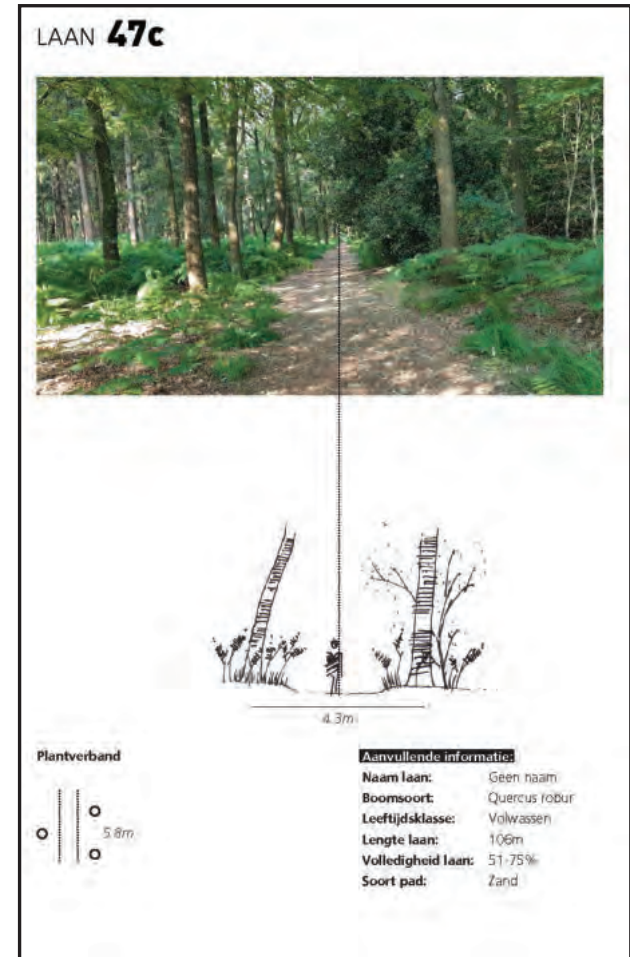 LAAN 47c
4.3m
Plantverband
5.8m
Aanvullende informatie:
Naam laan: Geen naam
Boomsoort: Quercus robur
Leeftijdsklasse: Volwassen
Lengte laan: 106m
Volledigheid laan: 51-75%
Soort pad: Zand